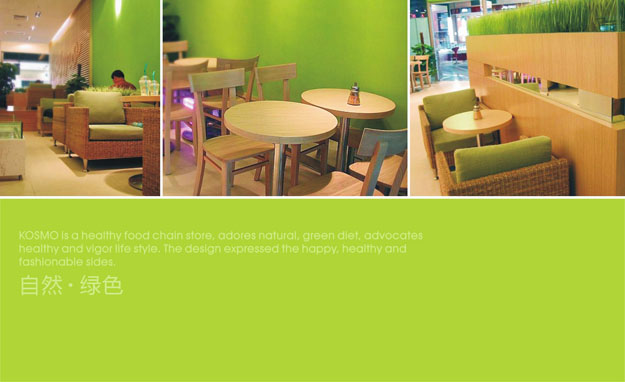 KOSMO is a healthy food chain store, adores natural, green diet, advocates
healthy and vigor life style. The design expressed the happy, healthy and
fashionable sides.
自然·绿色